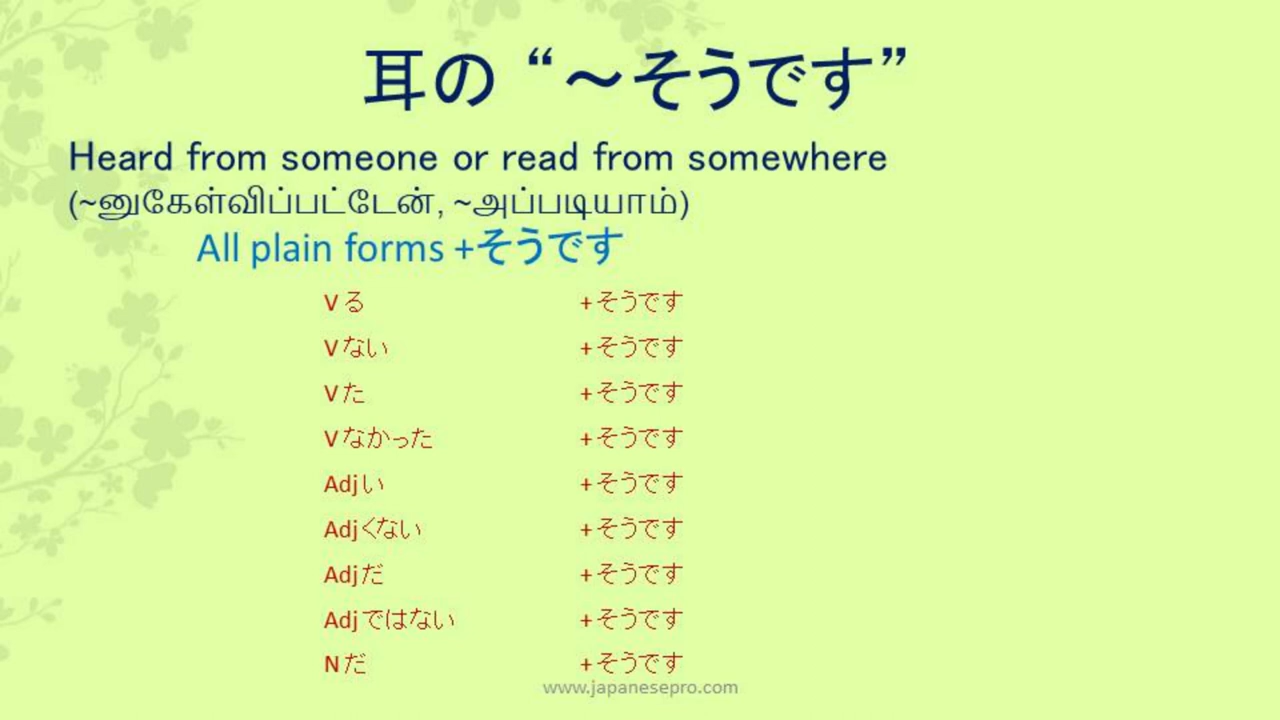 耳の “～そうです”
Heard from someone or read from somewhere
(~னுகேள்விப்பட்டேன், ~அப்படியாம்)
All plain forms +そうです
Vる +そうです
Vない +そうです
Vた +そうです
Vなかった +そうです
Adjい +そうです
Adjくない +そうです
Adjだ +そうです
Adjではない +そうです
Nだ +そうです
www.japanesepro.com